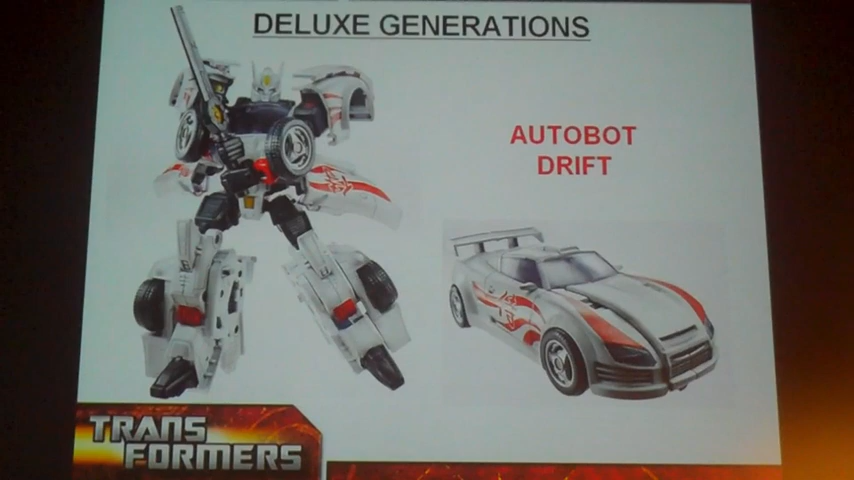 DELUXE GENERATIONS
AUTOBOT
DRIFT
TRANS
FORMERS